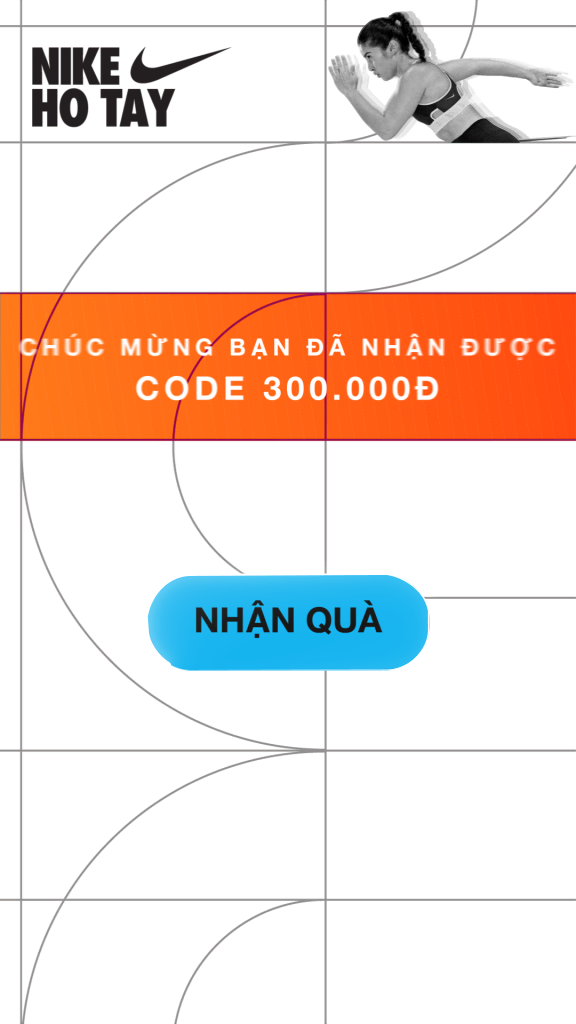 NIKE
HO TAY
CHÚC MỪNG BẠN ĐÃ NHẬN ĐƯỢC
CODE 300.000Đ
NHẬN QUÀ